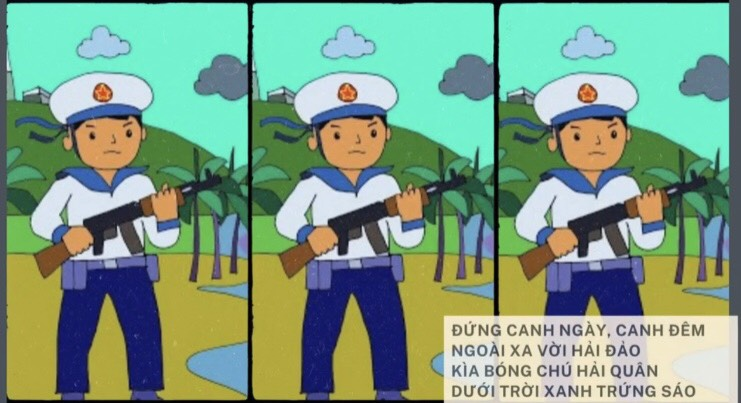 ĐỨNG CANH NGÀY, CANH ĐÊM
NGOÀI XA VỜI HẢI ĐẢO
KÌA BÓNG CHÚ HẢI QUÂN
DƯỚI TRỜI XANH TRỨNG SÁO